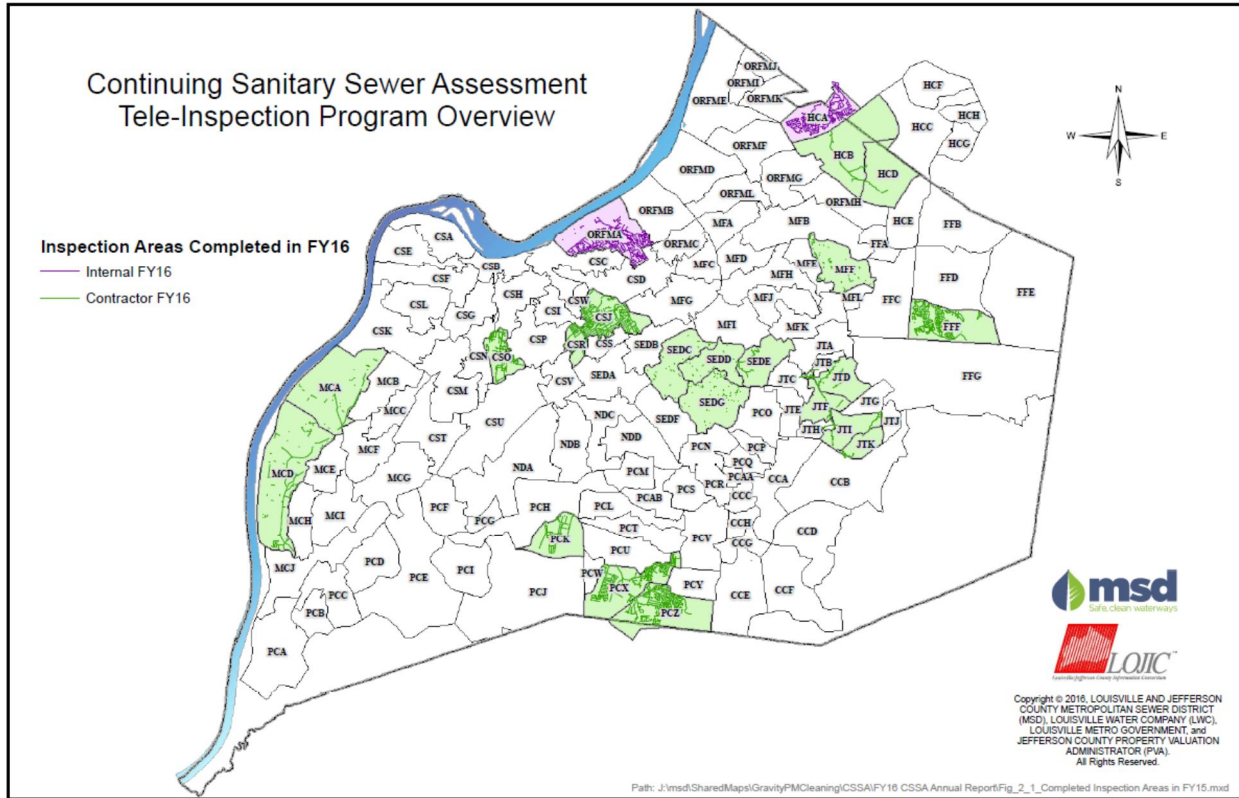 Continuing Sanitary Sewer Assessment
Tele-Inspection Program Overview
Inspection Areas Completed in FY16
Internal FY16
Contractor FY16
N
W E
S
ORFMJ
ORFMI
ORFME
ORFMK
HCF
HCA
HCC
HCH
HCG
ORFMF
HCB
HCD
ORFMD
ORFMG
ORFML
ORFMH
ORFMB
MFA
MFB
HCE
FFB
CSA
CSE
ORFMA
ORFMC
FFA
CSB
CSC
MFC
MFD
MFE
MFF
CSF
CSD
MFH
FFD
FFE
CSH
CSL
CSW
MFG
MFJ
MFL
FFC
CSG
CSI
CSJ
CSK
MFI
MFK
FFF
CSP
CSR
CSS
SEDB
SEDC
JTA
CSN
CSO
SEDD
SEDE
JTB
MCA
MCB
CSV
SEDA
JTC
JTD
FFG
CSM
MCC
SEDG
JTE
JTF
JTG
CSU
NDC
SEDF
PCO
JTH
JTI
JTJ
CST
NDB
NDD
JTK
MCF
PCN
PCP
MCD
MCE
NDA
PCM
PCQ
MCG
PCAA
CCA
CCB
PCR
PCS
PCAB
CCC
PCF
PCH
PCL
MCH
MCI
PCG
PCT
CCH
CCD
PCK
PCV
CCG
PCU
PCD
MCJ
PCI
PCE
PCW
PCX
PCY
PCJ
CCE
CCF
PCC
PCB
PCZ
PCA
msd
Safe, clean waterways
LOJIC™
Louisville/Jefferson County Information Consortium
Copyright © 2016, LOUISVILLE AND JEFFERSON
COUNTY METROPOLITAN SEWER DISTRICT
(MSD), LOUISVILLE WATER COMPANY (LWC),
LOUISVILLE METRO GOVERNMENT, and
JEFFERSON COUNTY PROPERTY VALUATION
ADMINISTRATOR (PVA).
All Rights Reserved.
Path: J:\msd\SharedMaps\GravityPMCleaning\CSSA\FY16 CSSA Annual Report\Fig_2_1_Completed Inspection Areas in FY15.mxd